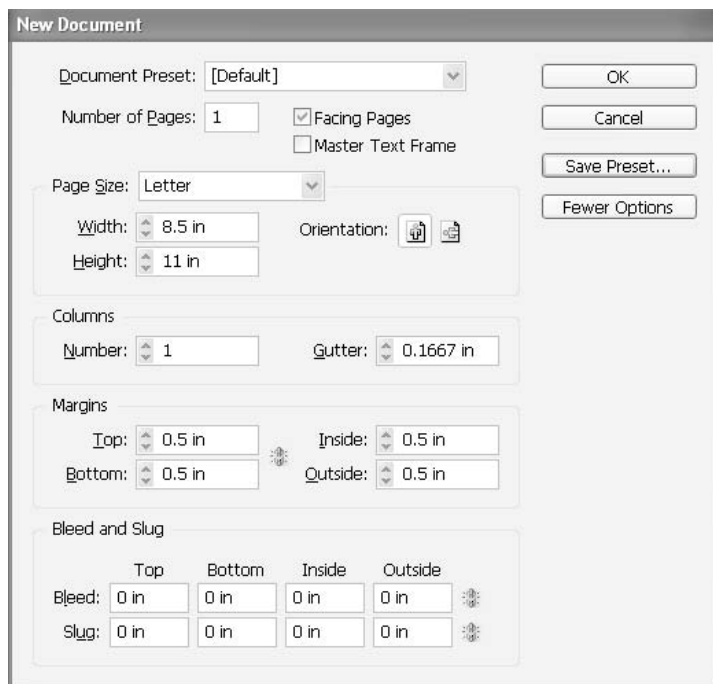 New Document
Document Preset: [Default]
OK
Number of Pages: 1
Facing Pages
Cancel
Master Text Frame
Save Preset...
Page Size: Letter
Fewer Options
Width: 8.5 in
Orientation:
Height: 11 in
Columns
Number: 1
Gutter: 0.1667 in
Margins
Top: 0.5 in
Inside: 0.5 in
Bottom: 0.5 in
Outside: 0.5 in
Bleed and Slug
Top Bottom Inside Outside
Bleed: 0 in 0 in 0 in 0 in
Slug: 0 in 0 in 0 in 0 in